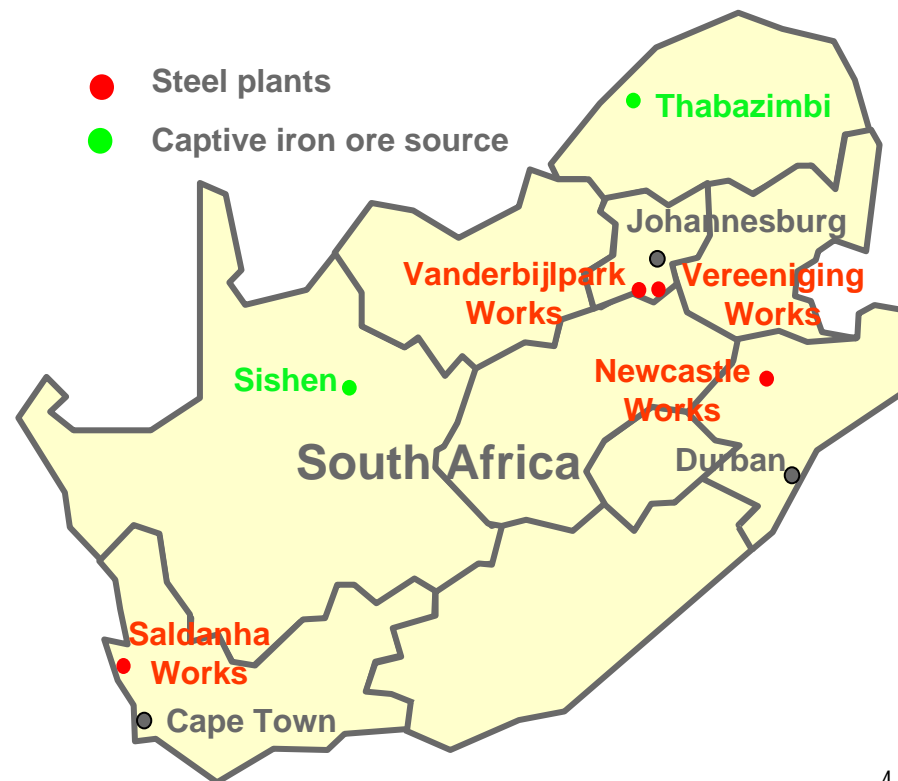 Steel plants
Captive iron ore source
Thabazimbi
Johannesburg
Vanderbijlpark
Works
Vereeniging
Works
Sishen
Newcastle
Works
South Africa
Durban
Saldanha
Works
Cape Town
4